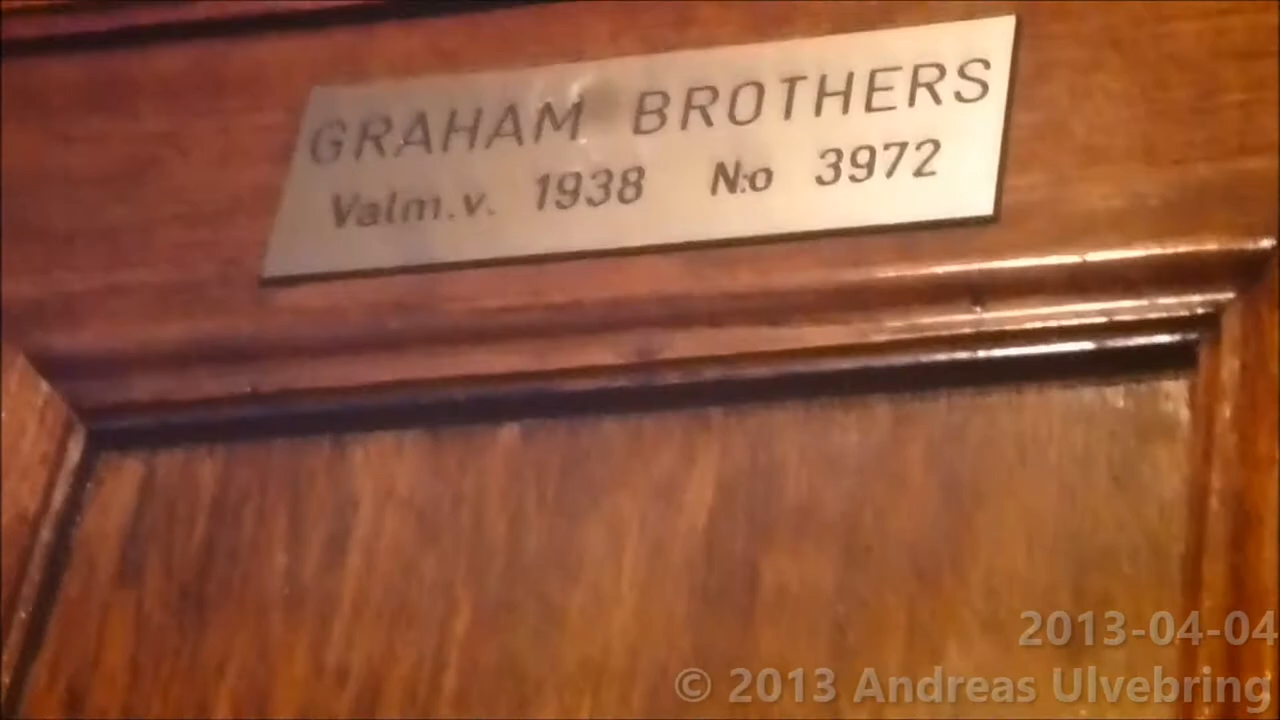 GRAHAM BROTHERS
Valm.v. 1938 N:o 3972
2013-04-04
© 2013 Andreas Ulvebring